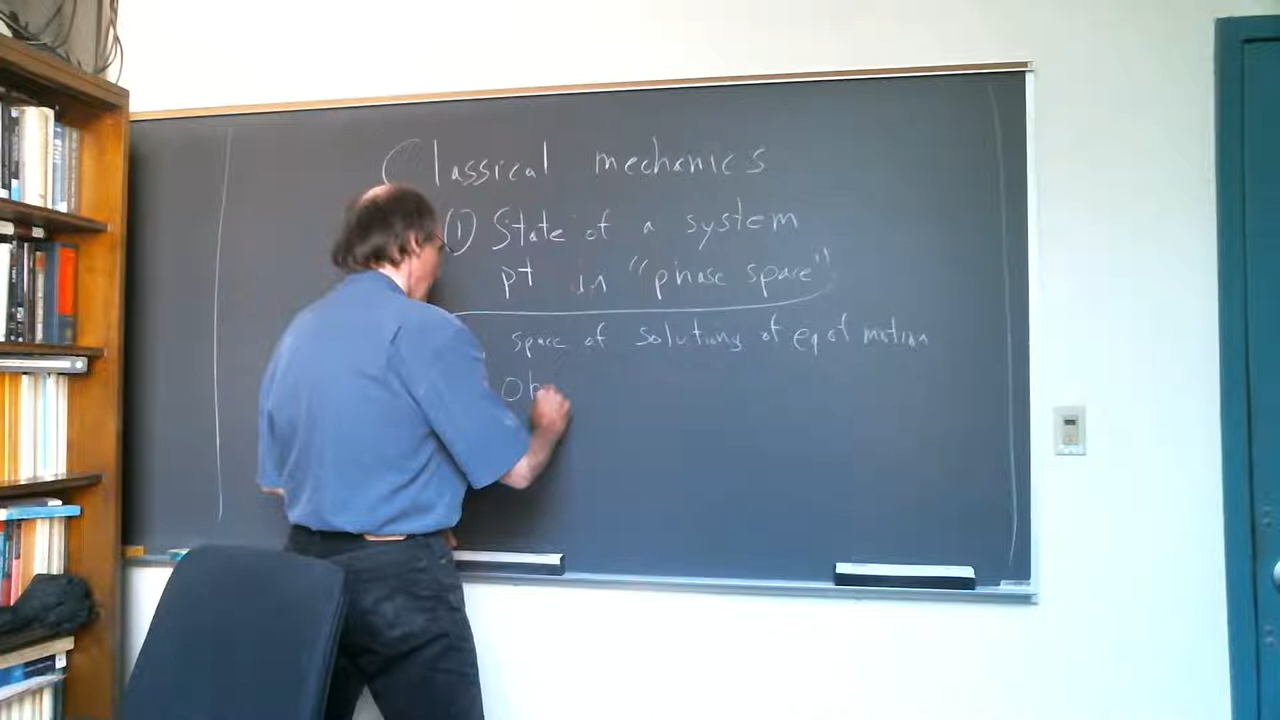 Classical mechanics
① State of a system
pt in "phase space"
space of solutions of eq of motion
Ob